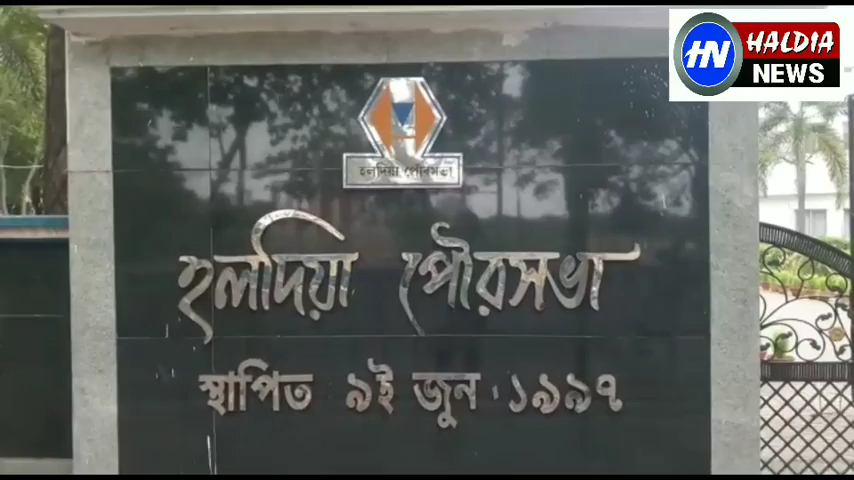 HN HALDIA
NEWS
হলদিয়া পৌরসভা
হলদিয়া পৌরসভা
স্থাপিত ৯ই জুন, ১৯৯৭